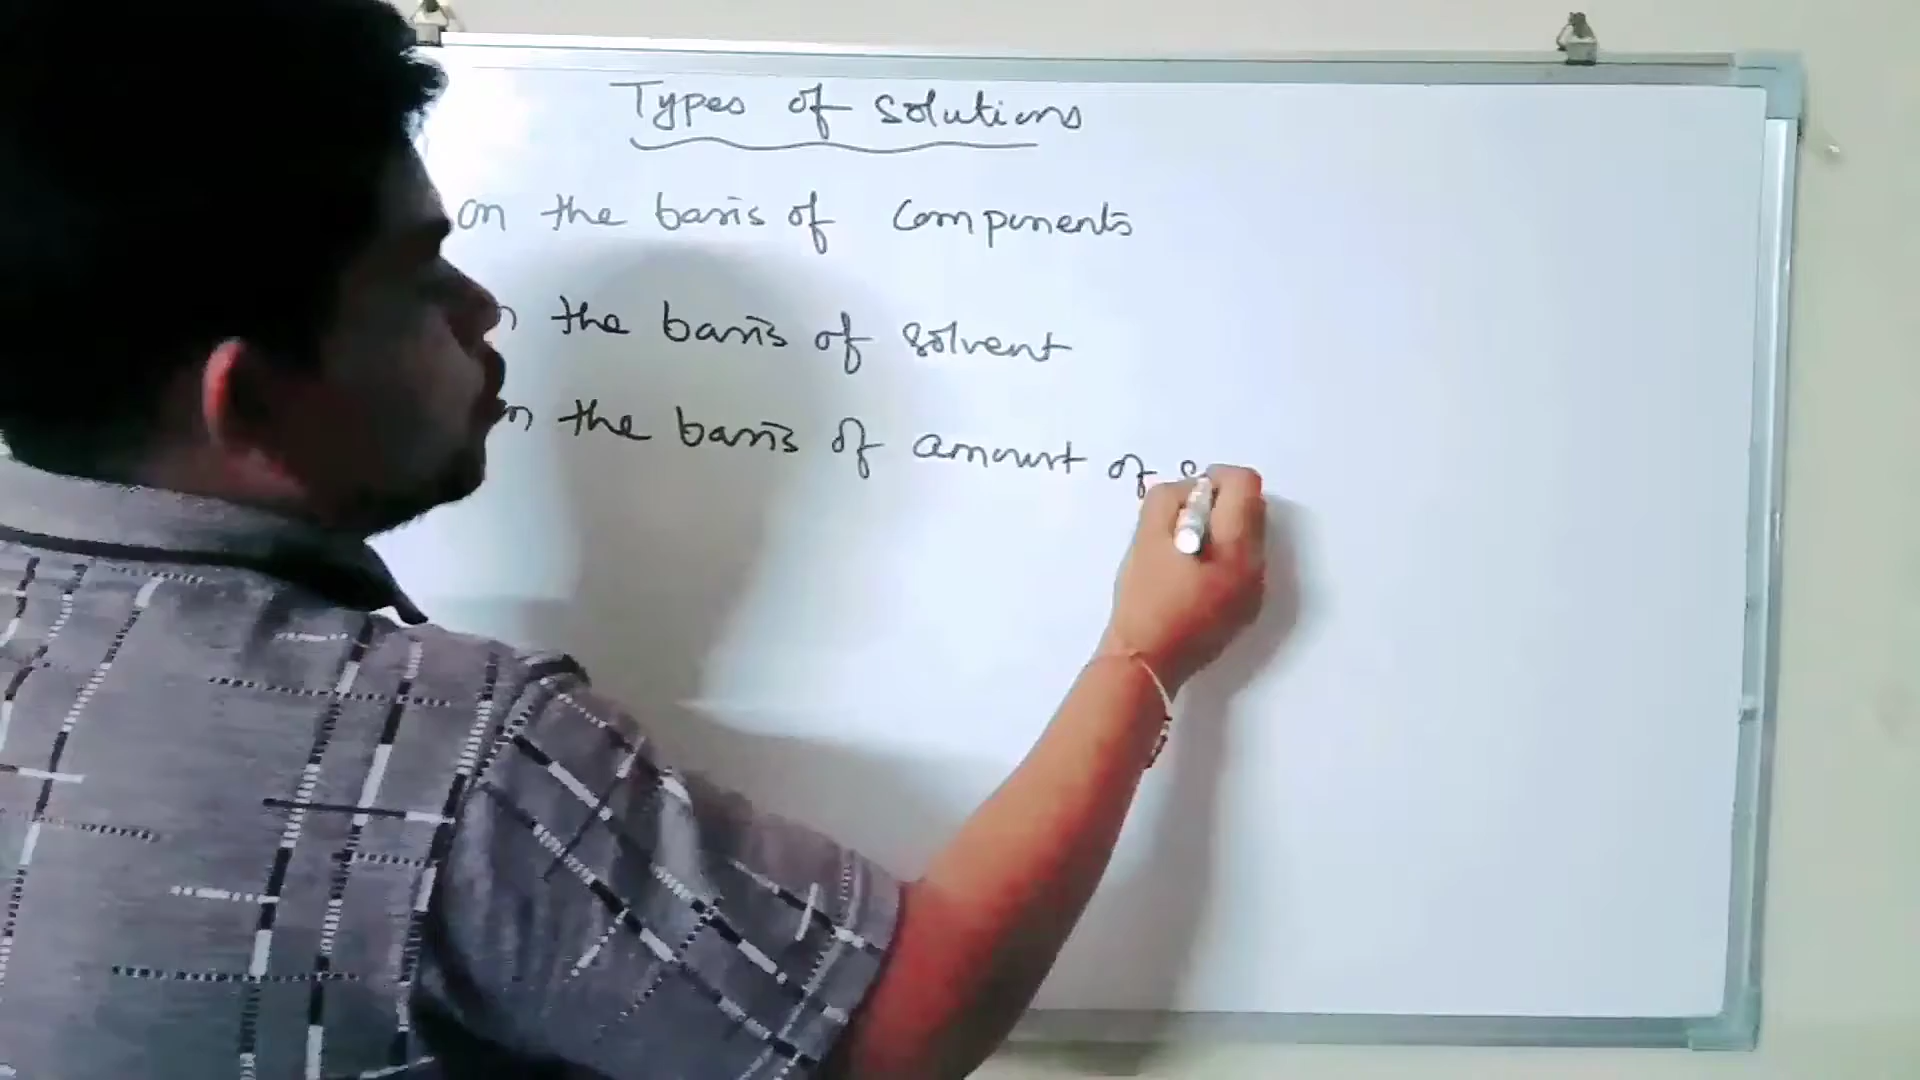 Types of solutions
on the basis of components
the basis of solvent
the basis of amount of